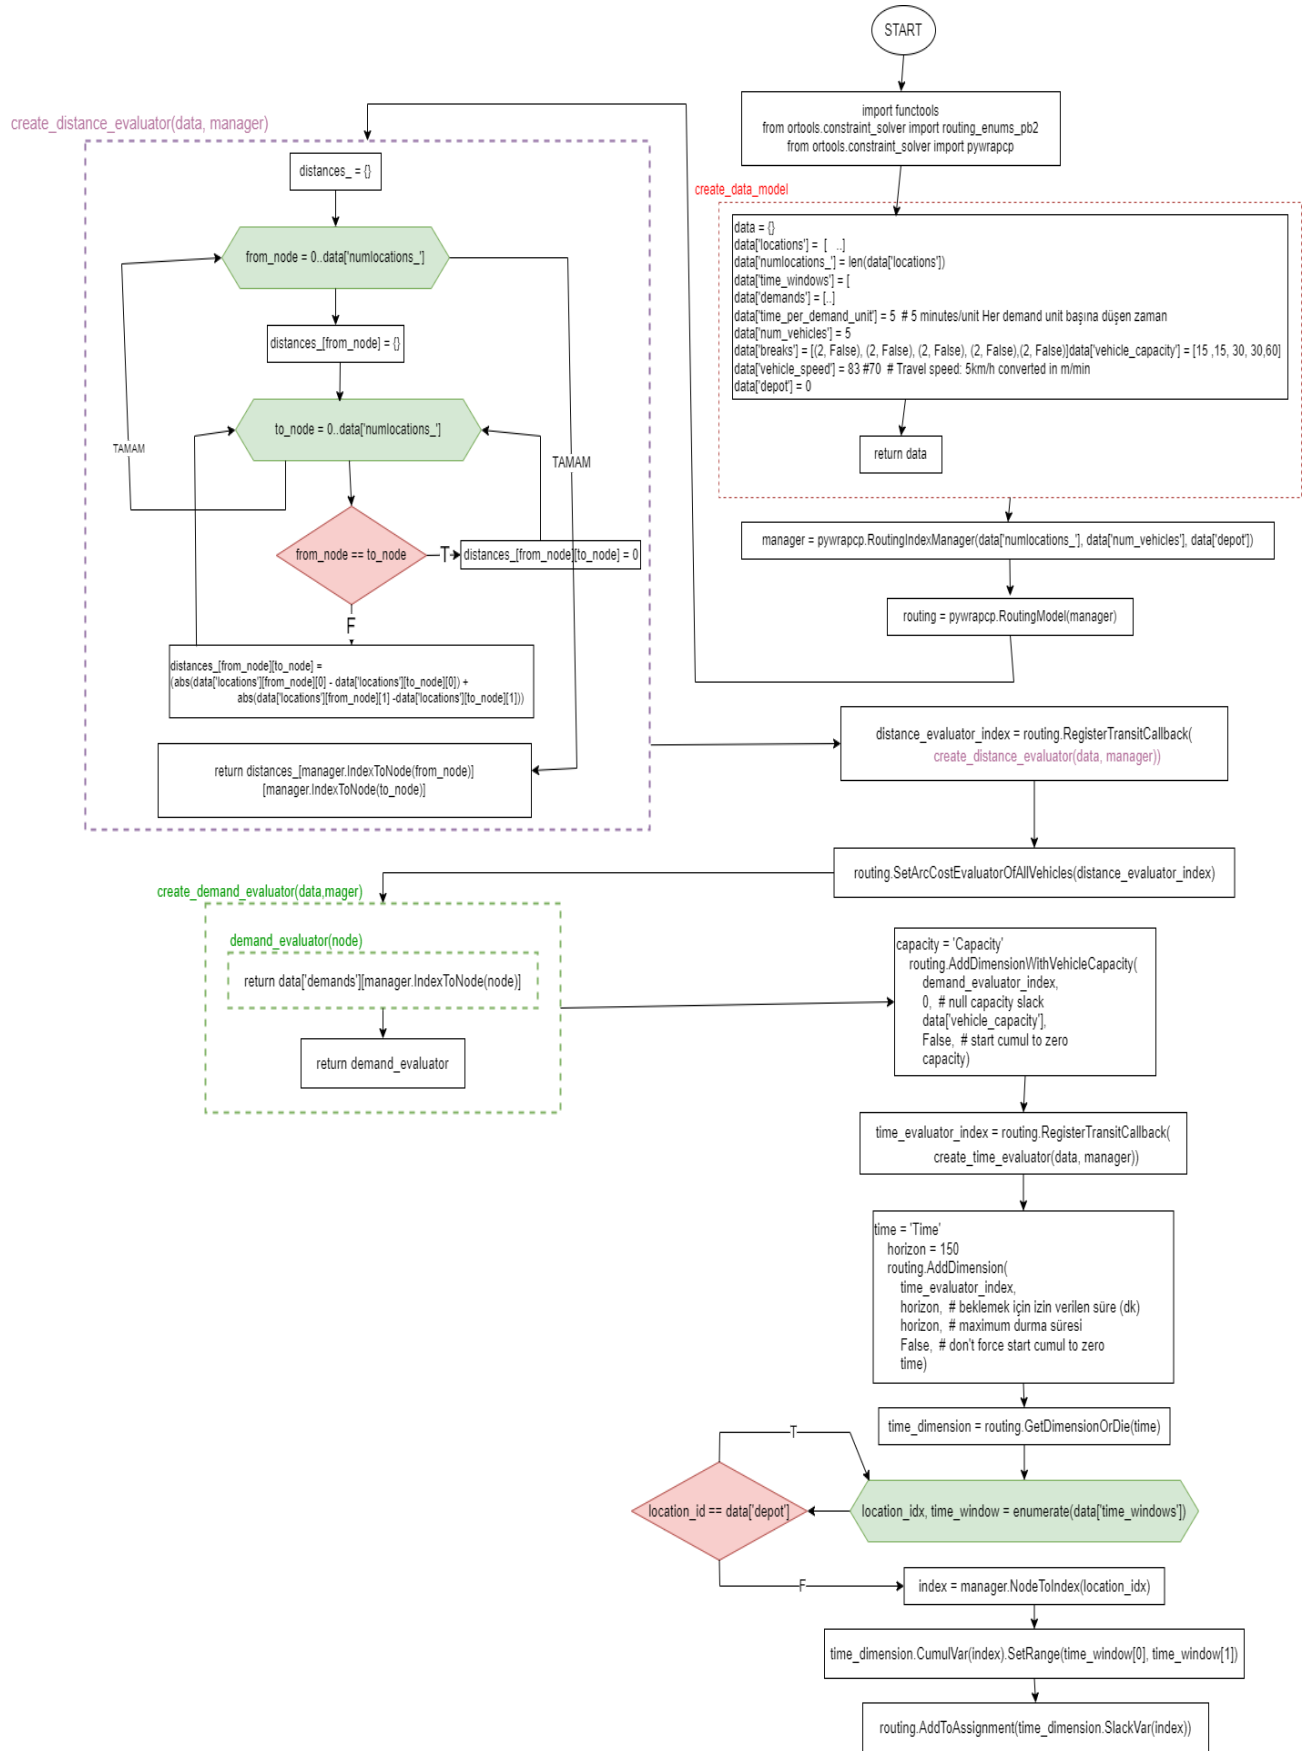 START
import functools
from ortools.constraint_solver import routing_enums_pb2
from ortools.constraint_solver import pywrapcp
create_data_model
data = {}
data['locations'] = [ ..]
data['numlocations_'] = len(data['locations'])
data['time_windows'] = [
data['demands'] = [..]
data['time_per_demand_unit'] = 5 # 5 minutes/unit Her demand unit başına düşen zaman
data['num_vehicles'] = 5
data['breaks'] = [(2, False), (2, False), (2, False), (2, False),(2, False)]data['vehicle_capacity'] = [15 ,15, 30, 30,60]
data['vehicle_speed'] = 83 #70 # Travel speed: 5km/h converted in m/min
data['depot'] = 0
return data
manager = pywrapcp.RoutingIndexManager(data['numlocations_'], data['num_vehicles'], data['depot'])
routing = pywrapcp.RoutingModel(manager)
create_distance_evaluator(data, manager)
distances_ = {}
from_node = 0..data['numlocations_']
distances_[from_node] = {}
to_node = 0..data['numlocations_']
TAMAM
TAMAM
from_node == to_node
T
distances_[from_node][to_node] = 0
F
distances_[from_node][to_node] =
(abs(data['locations'][from_node][0] - data['locations'][to_node][0]) +
abs(data['locations'][from_node][1] -data['locations'][to_node][1]))
return distances_[manager.IndexToNode(from_node)]
[manager.IndexToNode(to_node)]
distance_evaluator_index = routing.RegisterTransitCallback(
create_distance_evaluator(data, manager))
routing.SetArcCostEvaluatorOfAllVehicles(distance_evaluator_index)
create_demand_evaluator(data,mager)
demand_evaluator(node)
return data['demands'][manager.IndexToNode(node)]
return demand_evaluator
capacity = 'Capacity'
routing.AddDimensionWithVehicleCapacity(
demand_evaluator_index,
0, # null capacity slack
data['vehicle_capacity'],
False, # start cumul to zero
capacity)
time_evaluator_index = routing.RegisterTransitCallback(
create_time_evaluator(data, manager))
time = 'Time'
horizon = 150
routing.AddDimension(
time_evaluator_index,
horizon, # beklemek için izin verilen süre (dk)
horizon, # maximum durma süresi
False, # don't force start cumul to zero
time)
time_dimension = routing.GetDimensionOrDie(time)
T
location_id == data['depot']
location_idx, time_window = enumerate(data['time_windows'])
F
index = manager.NodeToIndex(location_idx)
time_dimension.CumulVar(index).SetRange(time_window[0], time_window[1])
routing.AddToAssignment(time_dimension.SlackVar(index))